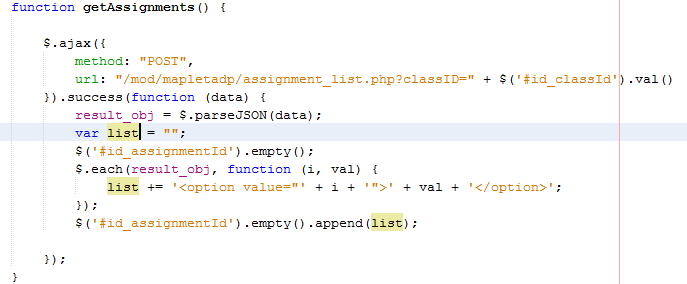 function getAssignments() {
$.ajax({
method: "POST",
url: "/mod/mapletadp/assignment_list.php?classID=" + $('#id_classId').val()
}).success(function (data) {
result_obj = $.parseJSON(data);
var list = "";
$('#id_assignmentId').empty();
$.each(result_obj, function (i, val) {
list += '<option value="' + i + '">' + val + '</option>';
});
$('#id_assignmentId').empty().append(list);
});
}